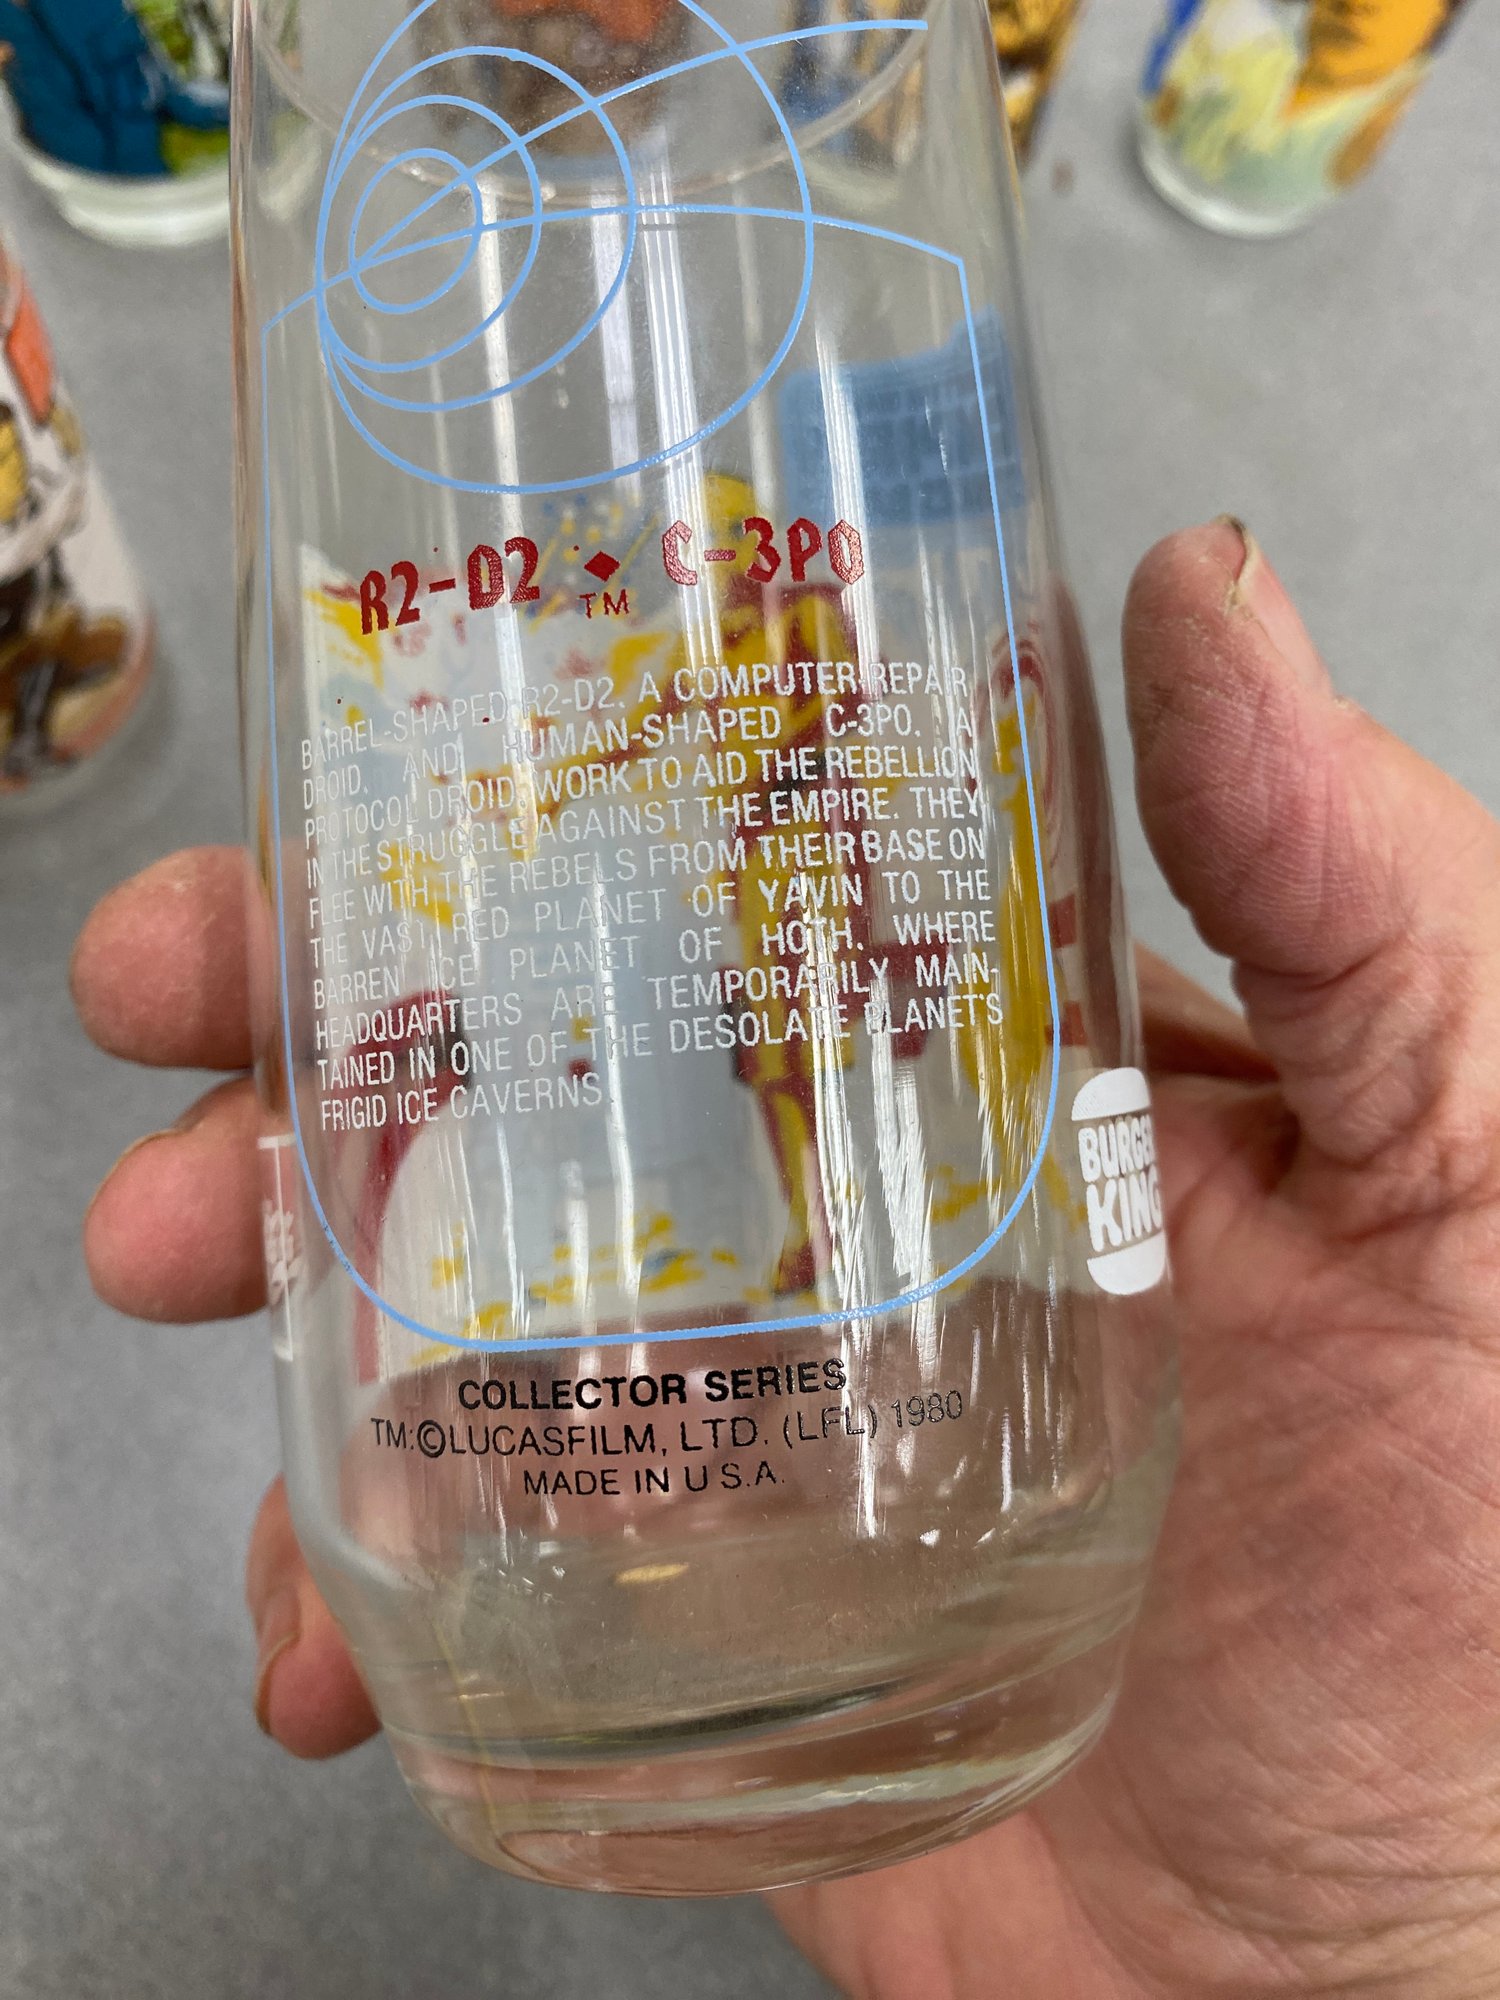 R2-D2 ◆ C-3PO
TM
BARREL-SHAPED R2-D2, A COMPUTER-REPAIR
DROID, AND HUMAN-SHAPED C-3PO, A
PROTOCOL DROID, WORK TO AID THE REBELLION
IN THE STRUGGLE AGAINST THE EMPIRE. THEY
FLEE WITH THE REBELS FROM THEIR BASE ON
THE VAST RED PLANET OF YAVIN TO THE
BARREN ICE PLANET OF HOTH, WHERE
HEADQUARTERS ARE TEMPORARILY MAIN-
TAINED IN ONE OF THE DESOLATE PLANET'S
FRIGID ICE CAVERNS.
BURGER
KING
COLLECTOR SERIES
TM:©LUCASFILM, LTD. (LFL) 1980
MADE IN U.S.A.